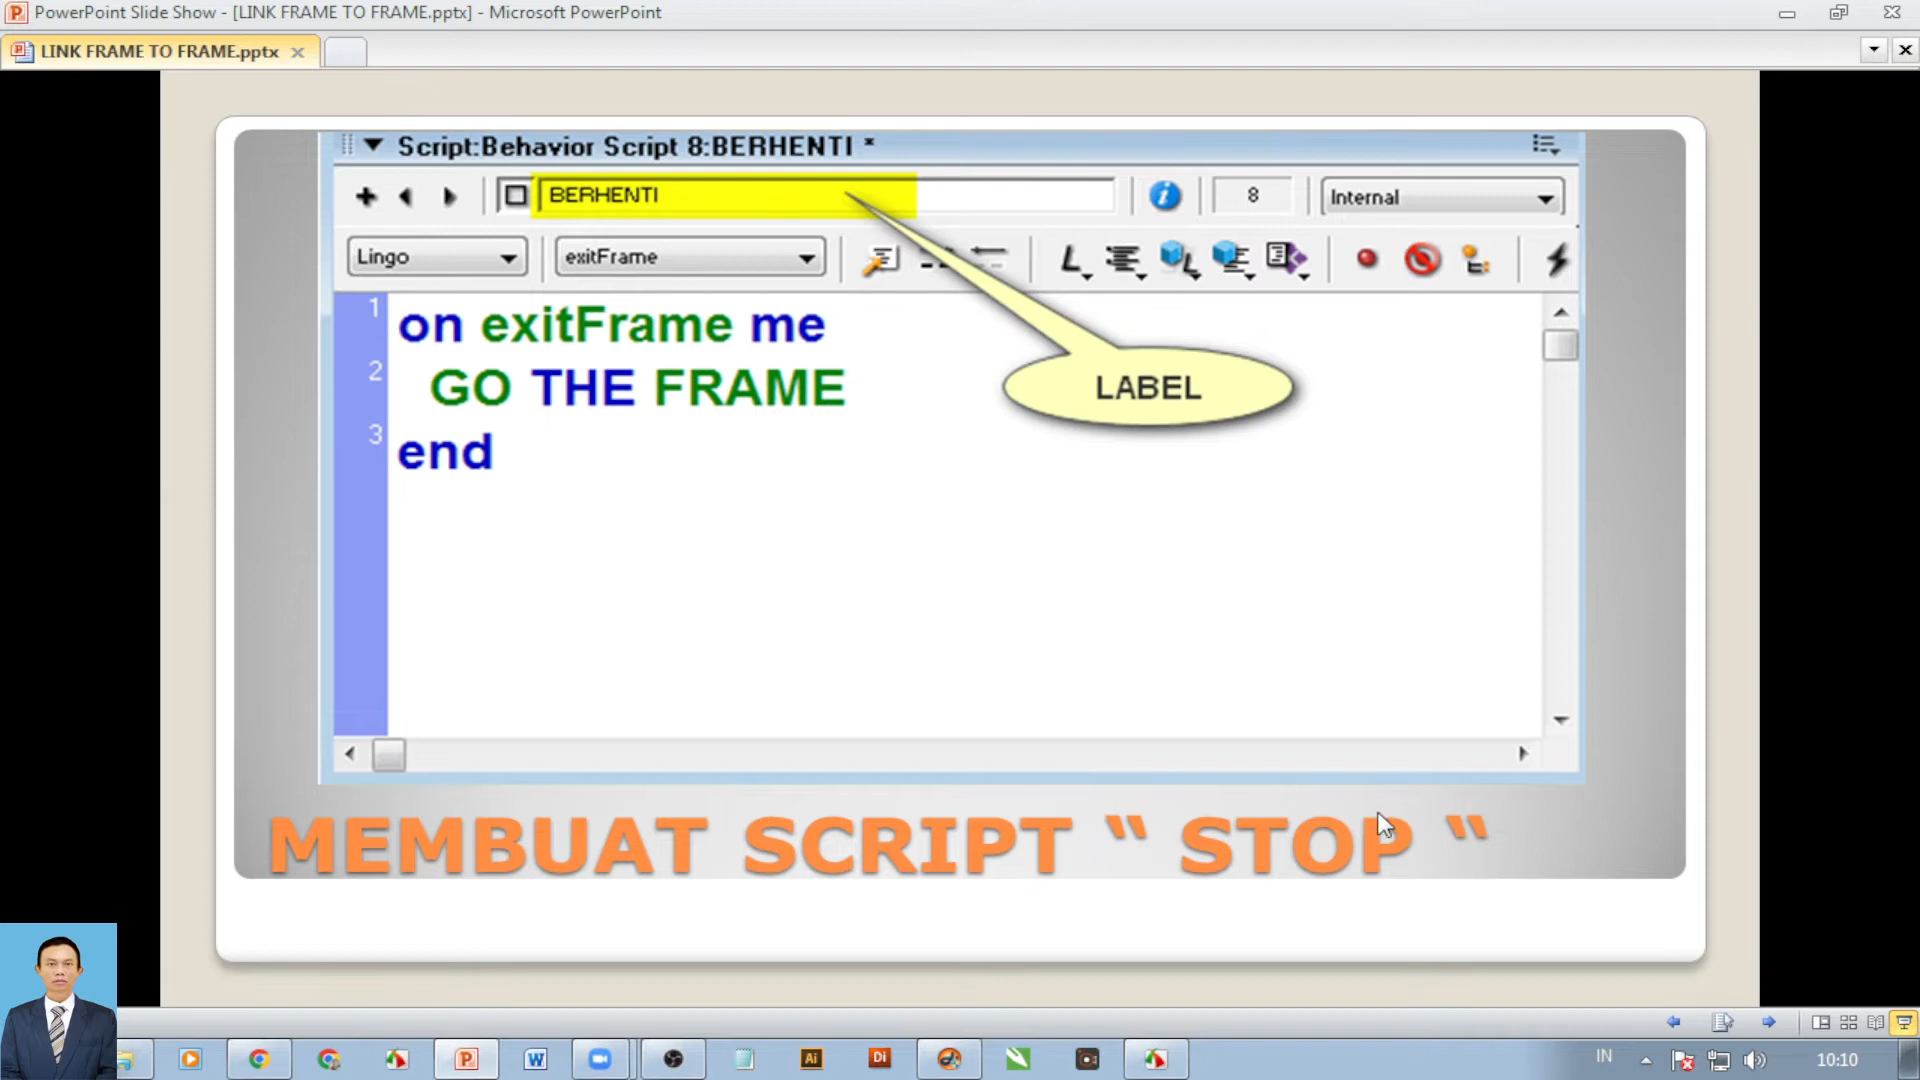 PowerPoint Slide Show - [LINK FRAME TO FRAME.pptx] - Microsoft PowerPoint
LINK FRAME TO FRAME.pptx
Script:Behavior Script 8:BERHENTI *
BERHENTI
8
Internal
Lingo
exitFrame
1 on exitFrame me
2 GO THE FRAME
3 end
LABEL
MEMBUAT SCRIPT “ STOP “
Ai
Di
IN
10:10